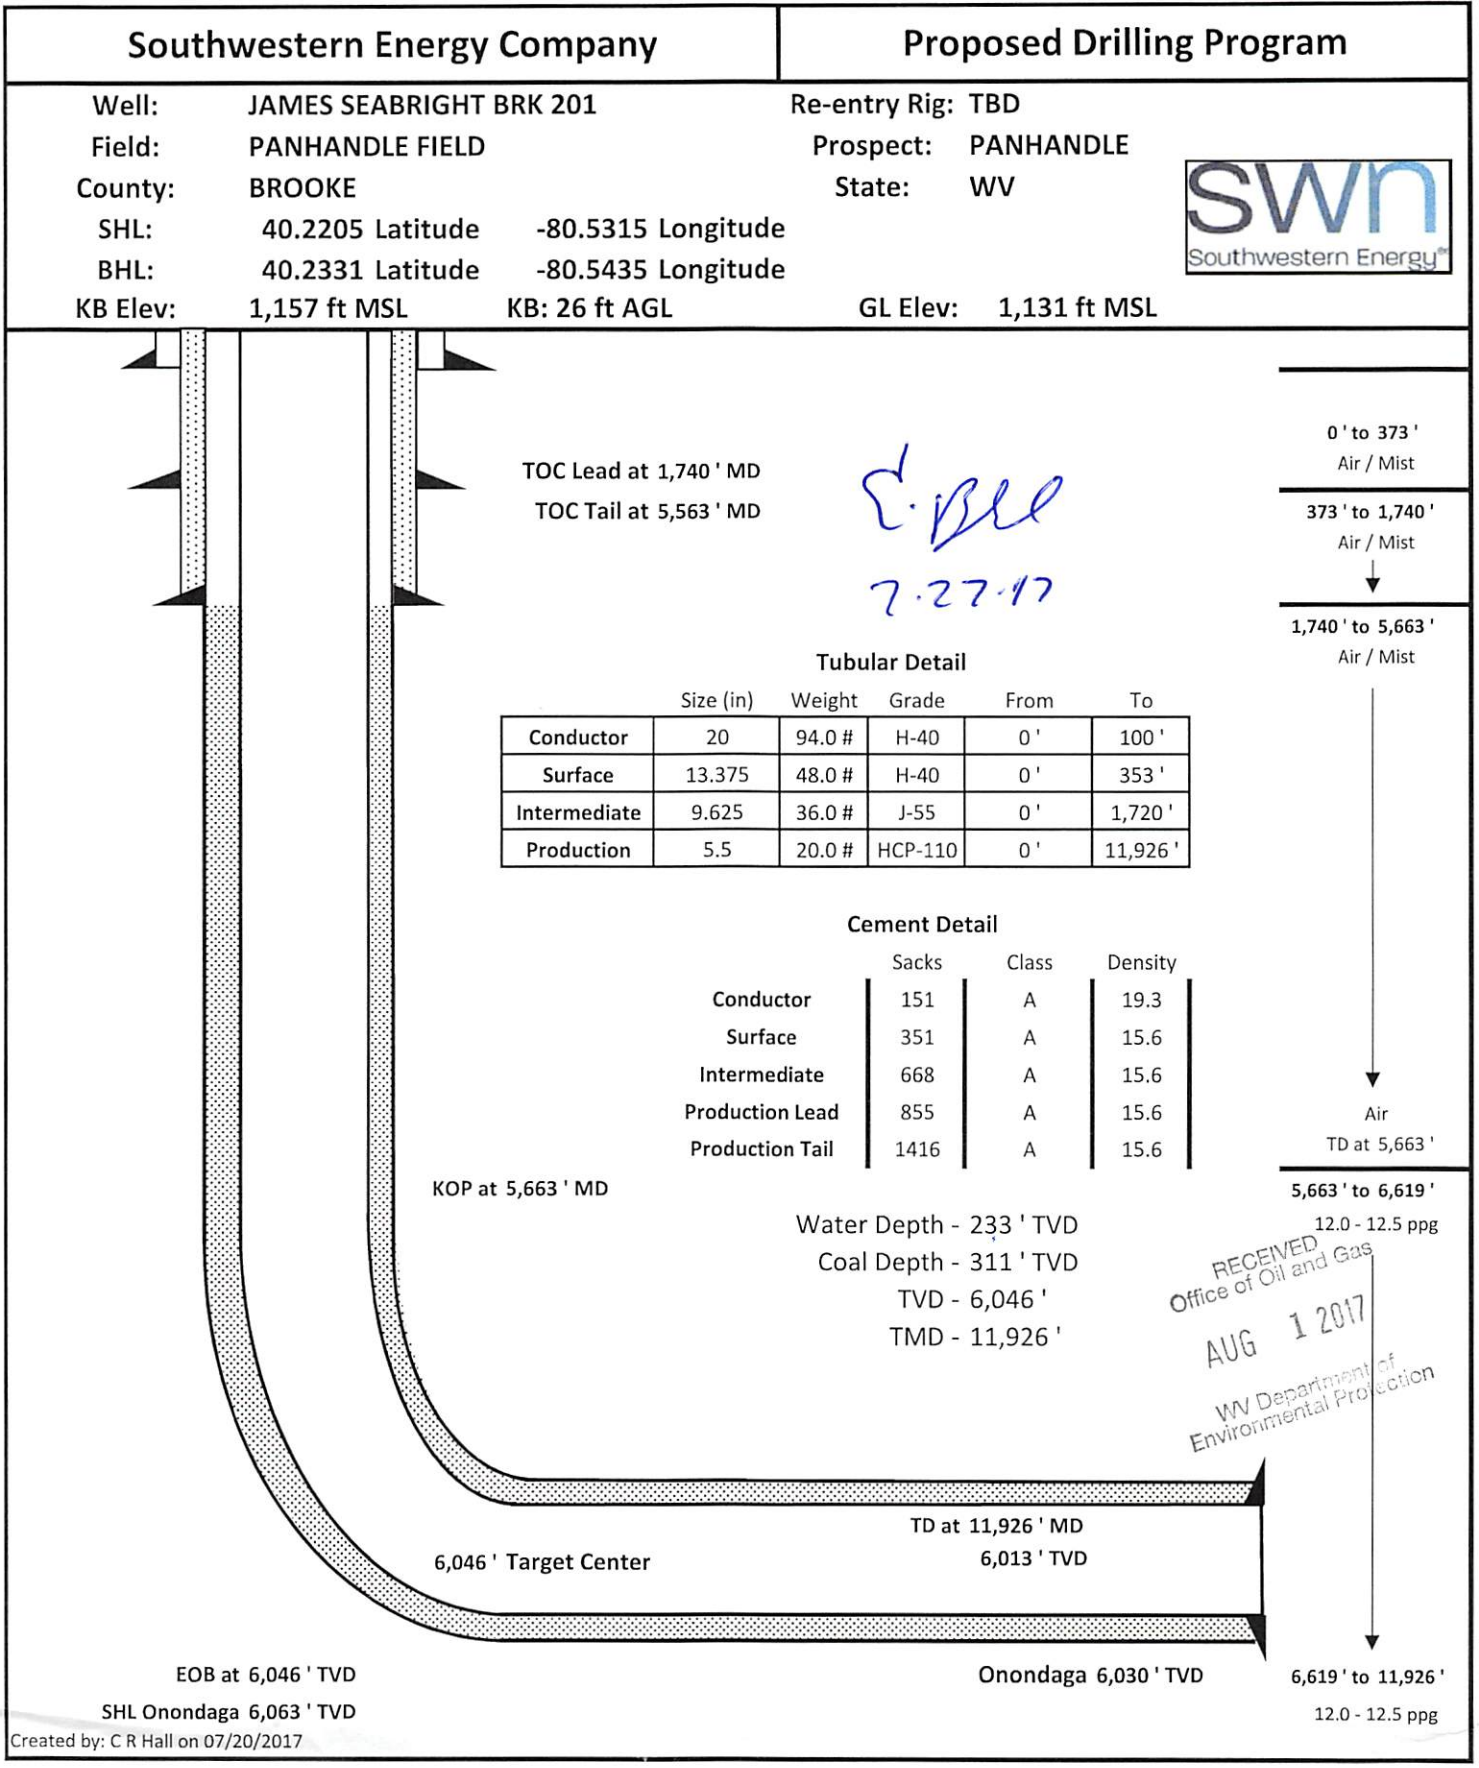 Southwestern Energy Company
Proposed Drilling Program
Well: JAMES SEABRIGHT BRK 201 Re-entry Rig: TBD
Field: PANHANDLE FIELD Prospect: PANHANDLE
County: BROOKE State: WV
SHL: 40.2205 Latitude -80.5315 Longitude
BHL: 40.2331 Latitude -80.5435 Longitude
KB Elev: 1,157 ft MSL KB: 26 ft AGL GL Elev: 1,131 ft MSL
swn
Southwestern Energy®
0 ' to 373 '
Air / Mist
TOC Lead at 1,740 ' MD
TOC Tail at 5,563 ' MD
373 ' to 1,740 '
Air / Mist
7-27-17
1,740 ' to 5,663 '
Air / Mist
Tubular Detail
Size (in) Weight Grade From To
Conductor 20 94.0 # H-40 0 ' 100 '
Surface 13.375 48.0 # H-40 0 ' 353 '
Intermediate 9.625 36.0 # J-55 0 ' 1,720 '
Production 5.5 20.0 # HCP-110 0 ' 11,926 '
Cement Detail
Sacks Class Density
Conductor 151 A 19.3
Surface 351 A 15.6
Intermediate 668 A 15.6
Production Lead 855 A 15.6
Production Tail 1416 A 15.6
Air
TD at 5,663 '
KOP at 5,663 ' MD
5,663 ' to 6,619 '
12.0 - 12.5 ppg
Water Depth - 233 ' TVD
Coal Depth - 311 ' TVD
TVD - 6,046 '
TMD - 11,926 '
RECEIVED
Office of Oil and Gas
AUG 1 2017
WV Department of
Environmental Protection
TD at 11,926 ' MD
6,013 ' TVD
6,046 ' Target Center
EOB at 6,046 ' TVD
Onondaga 6,030 ' TVD
6,619 ' to 11,926 '
SHL Onondaga 6,063 ' TVD
12.0 - 12.5 ppg
Created by: C R Hall on 07/20/2017